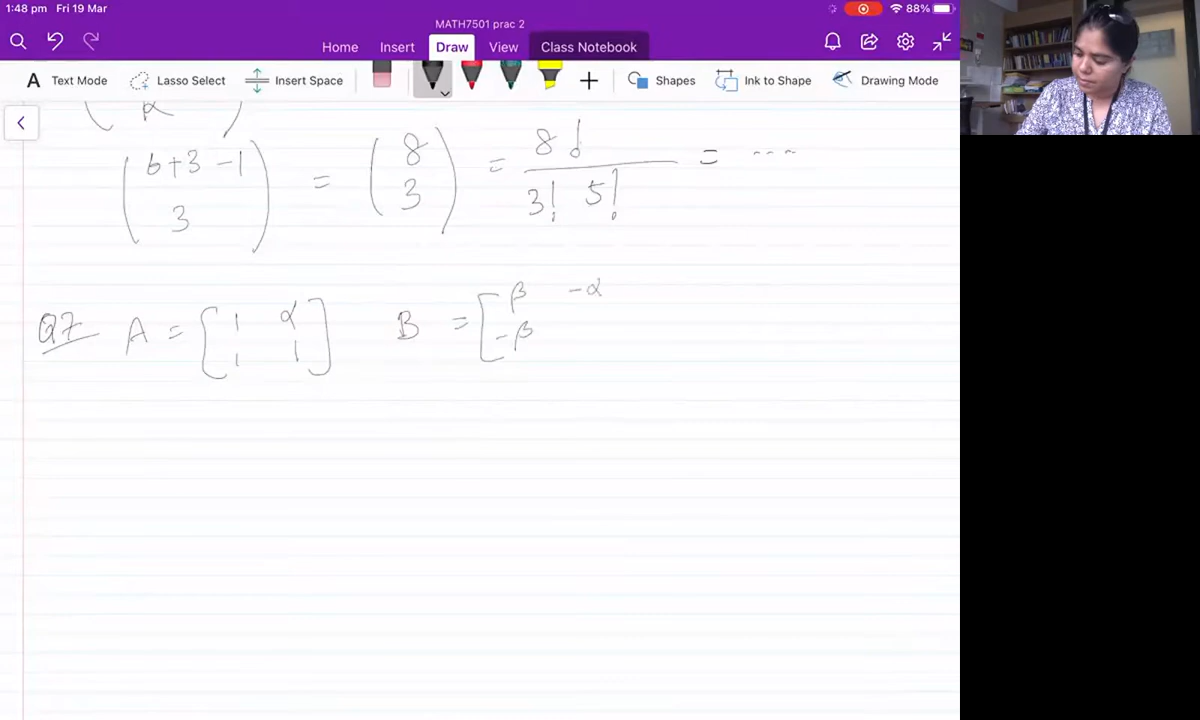 1:48 pm Fri 19 Mar
88%
MATH7501 prac 2
Home Insert Draw View Class Notebook
A Text Mode Lasso Select Insert Space Shapes Ink to Shape Drawing Mode
( 6+3-1 3 ) = ( 8 3 ) = 8! / 3! 5! = ----
Q7 A = [ 1 α 1 1 ] B = [ β -α -β